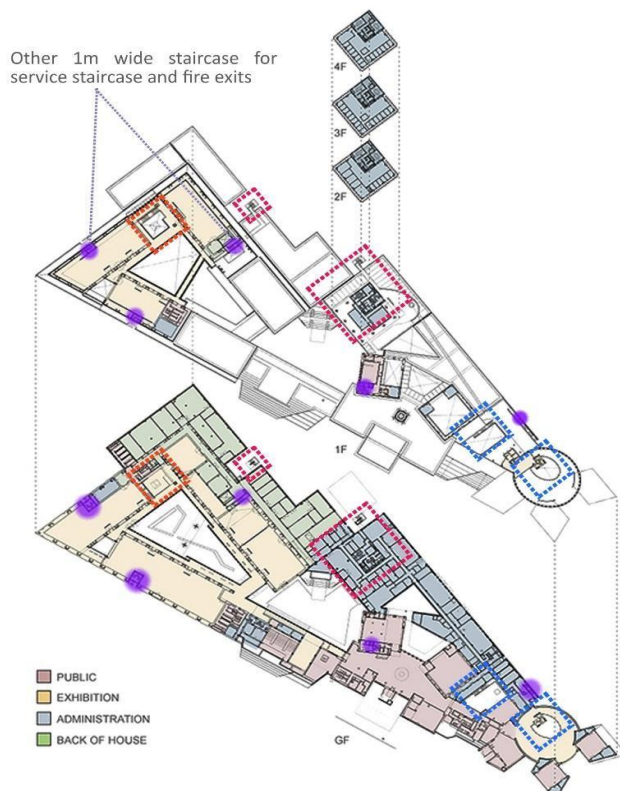 Other 1m wide staircase for
service staircase and fire exits
4F
3F
2F
1F
PUBLIC
EXHIBITION
ADMINISTRATION
BACK OF HOUSE
GF